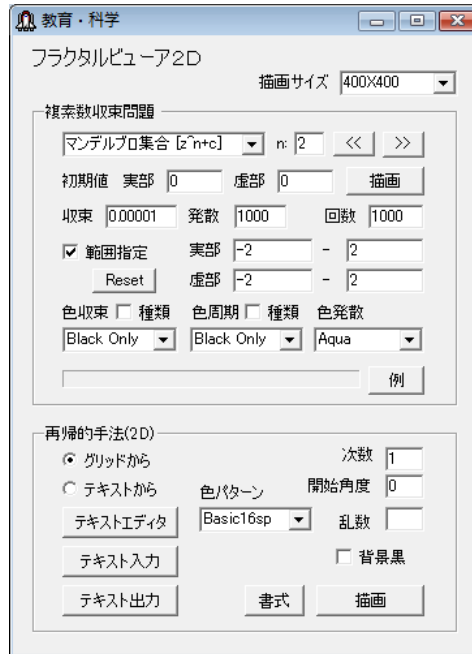 教育・科学
フラクタルビューア2D
描画サイズ 400X400
複素数収束問題
マンデルブロ集合 [z^n+c] n: 2 << >>
初期値 実部 0 虚部 0 描画
収束 0.00001 発散 1000 回数 1000
範囲指定 実部 -2 - 2
Reset 虚部 -2 - 2
色収束 種類 色周期 種類 色発散
Black Only Black Only Aqua
例
再帰的手法(2D)
グリッドから 次数 1
テキストから 色パターン 開始角度 0
テキストエディタ Basic16sp 乱数
テキスト入力 背景黒
テキスト出力 書式 描画